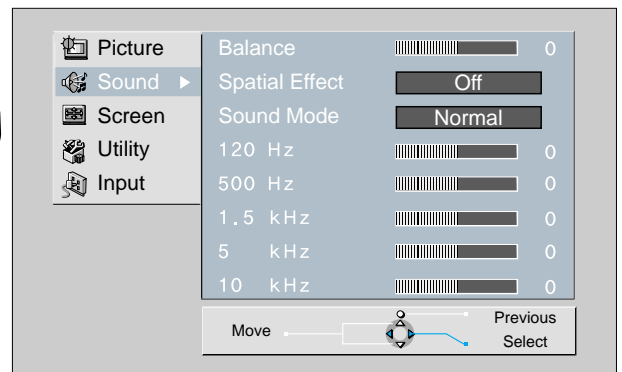 Picture
Sound
Screen
Utility
Input
Balance 0
Spatial Effect Off
Sound Mode Normal
120 Hz 0
500 Hz 0
1.5 kHz 0
5 kHz 0
10 kHz 0
Move
Previous
Select